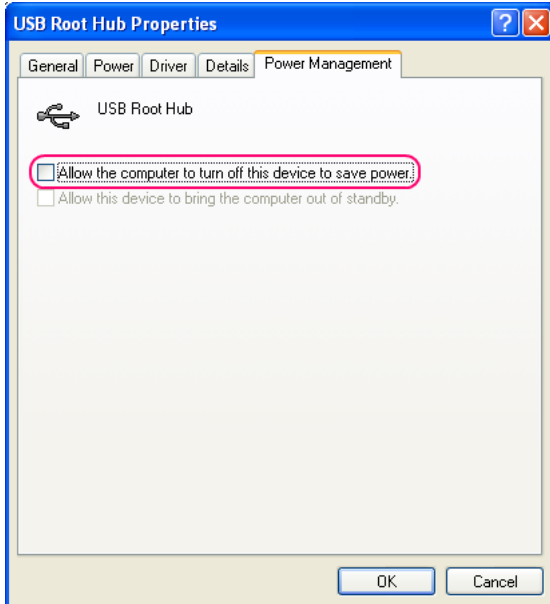 USB Root Hub Properties
General Power Driver Details Power Management
USB Root Hub
Allow the computer to turn off this device to save power.
Allow this device to bring the computer out of standby.
OK Cancel